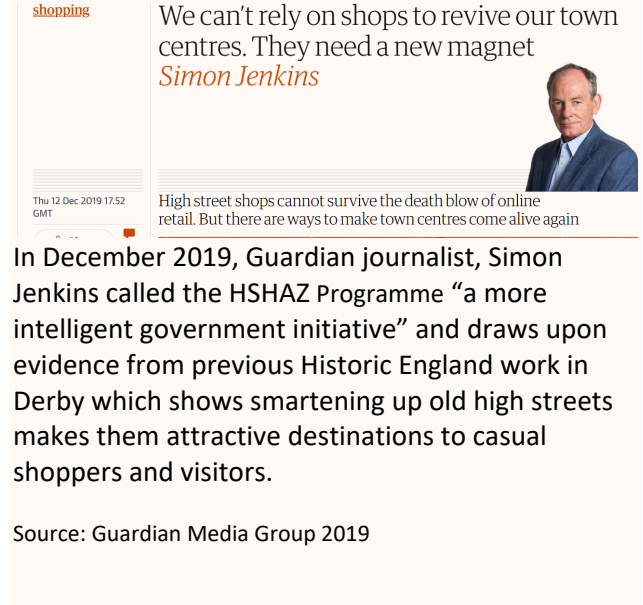 shopping
We can't rely on shops to revive our town
centres. They need a new magnet
Simon Jenkins
Thu 12 Dec 2019 17.52
GMT
High street shops cannot survive the death blow of online
retail. But there are ways to make town centres come alive again
In December 2019, Guardian journalist, Simon
Jenkins called the HSHAZ Programme “a more
intelligent government initiative” and draws upon
evidence from previous Historic England work in
Derby which shows smartening up old high streets
makes them attractive destinations to casual
shoppers and visitors.
Source: Guardian Media Group 2019